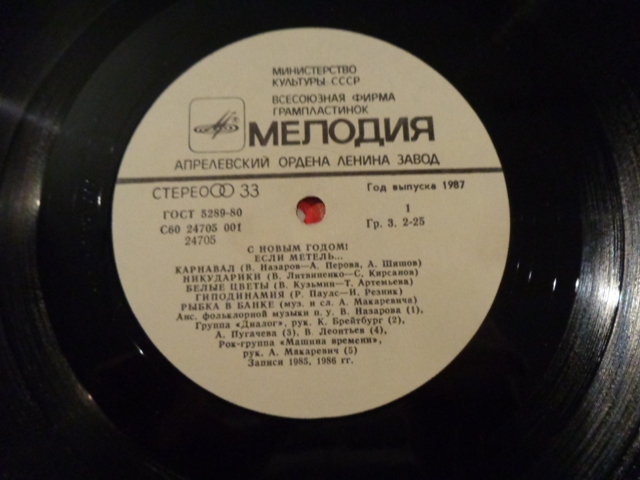 МИНИСТЕРСТВО
КУЛЬТУРЫ СССР
ВСЕСОЮЗНАЯ ФИРМА
ГРАМПЛАСТИНОК
МЕЛОДИЯ
АПРЕЛЕВСКИЙ ОРДЕНА ЛЕНИНА ЗАВОД
СТЕРЕО 33
Год выпуска 1987
ГОСТ 5289-80
1
С60 24705 001
Гр. 3. 2-25
24705
С НОВЫМ ГОДОМ!
ЕСЛИ МЕТЕЛЬ...
КАРНАВАЛ (В. Назаров—А. Перова, А. Шишов)
НИКУДАРИКИ (В. Литвиненко—С. Кирсанов)
БЕЛЫЕ ЦВЕТЫ (В. Кузьмин—Т. Артемьева)
ГИПОДИНАМИЯ (Р. Паулс—И. Резник)
РЫБКА В БАНКЕ (муз. и сл. А. Макаревича)
Анс. фольклорной музыки п. у. В. Назарова (1),
Группа «Диалог», рук. К. Брейтбург (2),
А. Пугачева (3) В. Леонтьев (4),
Рок-группа «Машина времени»,
рук. А. Макаревич (5)
Записи 1985, 1986 гг.